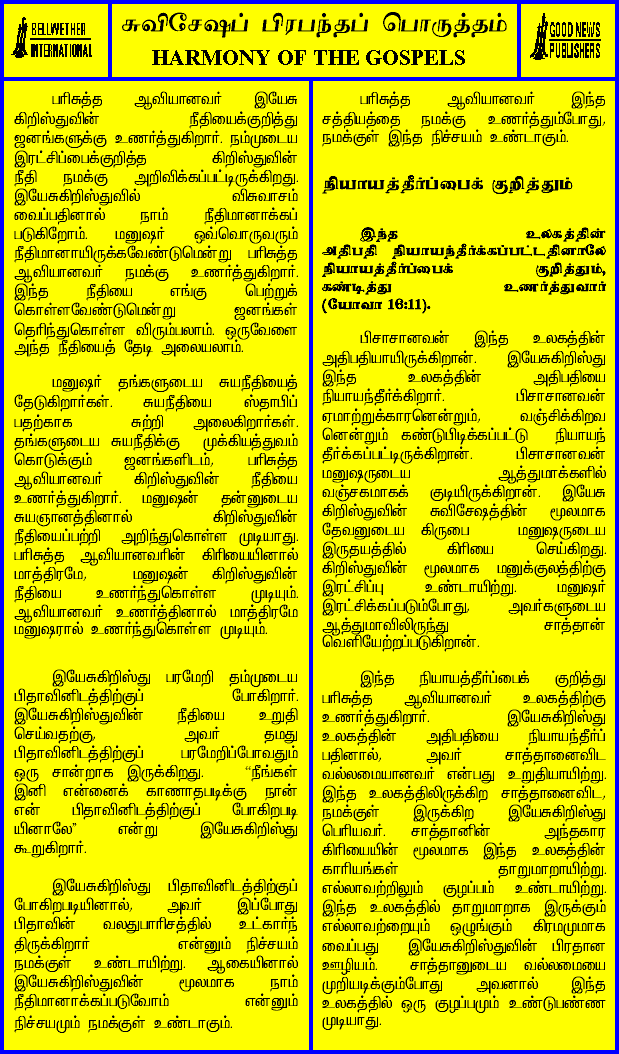 BELLWETHER
INTERNATIONAL
சுவிசேஷப் பிரபந்தப் பொருத்தம்
HARMONY OF THE GOSPELS
GOOD NEWS
PUBLISHERS
பரிசுத்த ஆவியானவர் இயேசு
கிறிஸ்துவின் நீதியைக்குறித்து
ஜனங்களுக்கு உணர்த்துகிறார். நம்முடைய
இரட்சிப்பைக்குறித்த கிறிஸ்துவின்
நீதி நமக்கு அறிவிக்கப்பட்டிருக்கிறது.
இயேசுகிறிஸ்துவில் விசுவாசம்
வைப்பதினால் நாம் நீதிமானாக்கப்
படுகிறோம். மனுஷர் ஒவ்வொருவரும்
நீதிமானாயிருக்கவேண்டுமென்று பரிசுத்த
ஆவியானவர் நமக்கு உணர்த்துகிறார்.
இந்த நீதியை எங்கு பெற்றுக்
கொள்ளவேண்டுமென்று ஜனங்கள்
தெரிந்துகொள்ள விரும்பலாம். ஒருவேளை
அந்த நீதியைத் தேடி அலையலாம்.
மனுஷர் தங்களுடைய சுயநீதியைத்
தேடுகிறார்கள். சுயநீதியை ஸ்தாபிப்
பதற்காக சுற்றி அலைகிறார்கள்.
தங்களுடைய சுயநீதிக்கு முக்கியத்துவம்
கொடுக்கும் ஜனங்களிடம், பரிசுத்த
ஆவியானவர் கிறிஸ்துவின் நீதியை
உணர்த்துகிறார். மனுஷன் தன்னுடைய
சுயஞானத்தினால் கிறிஸ்துவின்
நீதியைப்பற்றி அறிந்துகொள்ள முடியாது.
பரிசுத்த ஆவியானவரின் கிரியையினால்
மாத்திரமே, மனுஷன் கிறிஸ்துவின்
நீதியை உணர்ந்துகொள்ள முடியும்.
ஆவியானவர் உணர்த்தினால் மாத்திரமே
மனுஷரால் உணர்ந்துகொள்ள முடியும்.
இயேசுகிறிஸ்து பரமேறி தம்முடைய
பிதாவினிடத்திற்குப் போகிறார்.
இயேசுகிறிஸ்துவின் நீதியை உறுதி
செய்வதற்கு, அவர் தமது
பிதாவினிடத்திற்குப் பரமேறிப்போவதும்
ஒரு சான்றாக இருக்கிறது. “நீங்கள்
இனி என்னைக் காணாதபடிக்கு நான்
என் பிதாவினிடத்திற்குப் போகிறபடி
யினாலே” என்று இயேசுகிறிஸ்து
கூறுகிறார்.
இயேசுகிறிஸ்து பிதாவினிடத்திற்குப்
போகிறபடியினால், அவர் இப்போது
பிதாவின் வலதுபாரிசத்தில் உட்கார்ந்
திருக்கிறார் என்னும் நிச்சயம்
நமக்குள் உண்டாயிற்று. ஆகையினால்
இயேசுகிறிஸ்துவின் மூலமாக நாம்
நீதிமானாக்கப்படுவோம் என்னும்
நிச்சயமும் நமக்குள் உண்டாகும்.
பரிசுத்த ஆவியானவர் இந்த
சத்தியத்தை நமக்கு உணர்த்தும்போது,
நமக்குள் இந்த நிச்சயம் உண்டாகும்.
நியாயத்தீர்ப்பைக் குறித்தும்
இந்த உலகத்தின்
அதிபதி நியாயந்தீர்க்கப்பட்டதினாலே
நியாயத்தீர்ப்பைக் குறித்தும்,
கண்டித்து உணர்த்துவார்
(யோவா 16:11).
பிசாசானவன் இந்த உலகத்தின்
அதிபதியாயிருக்கிறான். இயேசுகிறிஸ்து
இந்த உலகத்தின் அதிபதியை
நியாயந்தீர்க்கிறார். பிசாசானவன்
ஏமாற்றுக்காரனென்றும், வஞ்சிக்கிறவ
னென்றும் கண்டுபிடிக்கப்பட்டு நியாயந்
தீர்க்கப்பட்டிருக்கிறான். பிசாசானவன்
மனுஷருடைய ஆத்துமாக்களில்
வஞ்சகமாகக் குடியிருக்கிறான். இயேசு
கிறிஸ்துவின் சுவிசேஷத்தின் மூலமாக
தேவனுடைய கிருபை மனுஷருடைய
இருதயத்தில் கிரியை செய்கிறது.
கிறிஸ்துவின் மூலமாக மனுக்குலத்திற்கு
இரட்சிப்பு உண்டாயிற்று. மனுஷர்
இரட்சிக்கப்படும்போது, அவர்களுடைய
ஆத்துமாவிலிருந்து சாத்தான்
வெளியேற்றப்படுகிறான்.
இந்த நியாயத்தீர்ப்பைக் குறித்து
பரிசுத்த ஆவியானவர் உலகத்திற்கு
உணர்த்துகிறார். இயேசுகிறிஸ்து
உலகத்தின் அதிபதியை நியாயந்தீர்ப்
பதினால், அவர் சாத்தானைவிட
வல்லமையானவர் என்பது உறுதியாயிற்று.
இந்த உலகத்திலிருக்கிற சாத்தானைவிட,
நமக்குள் இருக்கிற இயேசுகிறிஸ்து
பெரியவர். சாத்தானின் அந்தகார
கிரியையின் மூலமாக இந்த உலகத்தின்
காரியங்கள் தாறுமாறாயிற்று.
எல்லாவற்றிலும் குழப்பம் உண்டாயிற்று.
இந்த உலகத்தில் தாறுமாறாக இருக்கும்
எல்லாவற்றையும் ஒழுங்கும் கிரமமுமாக
வைப்பது இயேசுகிறிஸ்துவின் பிரதான
ஊழியம். சாத்தானுடைய வல்லமையை
முறியடிக்கும்போது அவனால் இந்த
உலகத்தில் ஒரு குழப்பமும் உண்டுபண்ண
முடியாது.